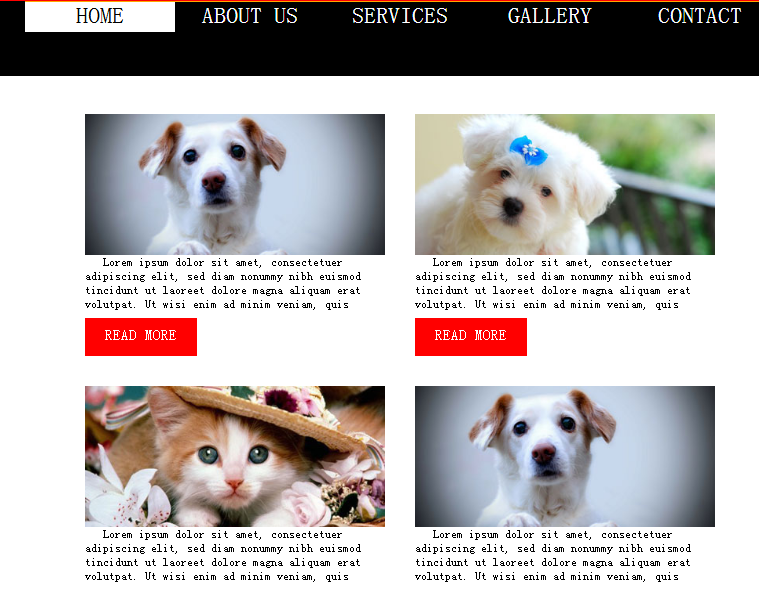 HOME ABOUT US SERVICES GALLERY CONTACT
Lorem ipsum dolor sit amet, consectetuer
adipiscing elit, sed diam nonummy nibh euismod
tincidunt ut laoreet dolore magna aliquam erat
volutpat. Ut wisi enim ad minim veniam, quis
READ MORE
Lorem ipsum dolor sit amet, consectetuer
adipiscing elit, sed diam nonummy nibh euismod
tincidunt ut laoreet dolore magna aliquam erat
volutpat. Ut wisi enim ad minim veniam, quis
READ MORE
Lorem ipsum dolor sit amet, consectetuer
adipiscing elit, sed diam nonummy nibh euismod
tincidunt ut laoreet dolore magna aliquam erat
volutpat. Ut wisi enim ad minim veniam, quis
Lorem ipsum dolor sit amet, consectetuer
adipiscing elit, sed diam nonummy nibh euismod
tincidunt ut laoreet dolore magna aliquam erat
volutpat. Ut wisi enim ad minim veniam, quis